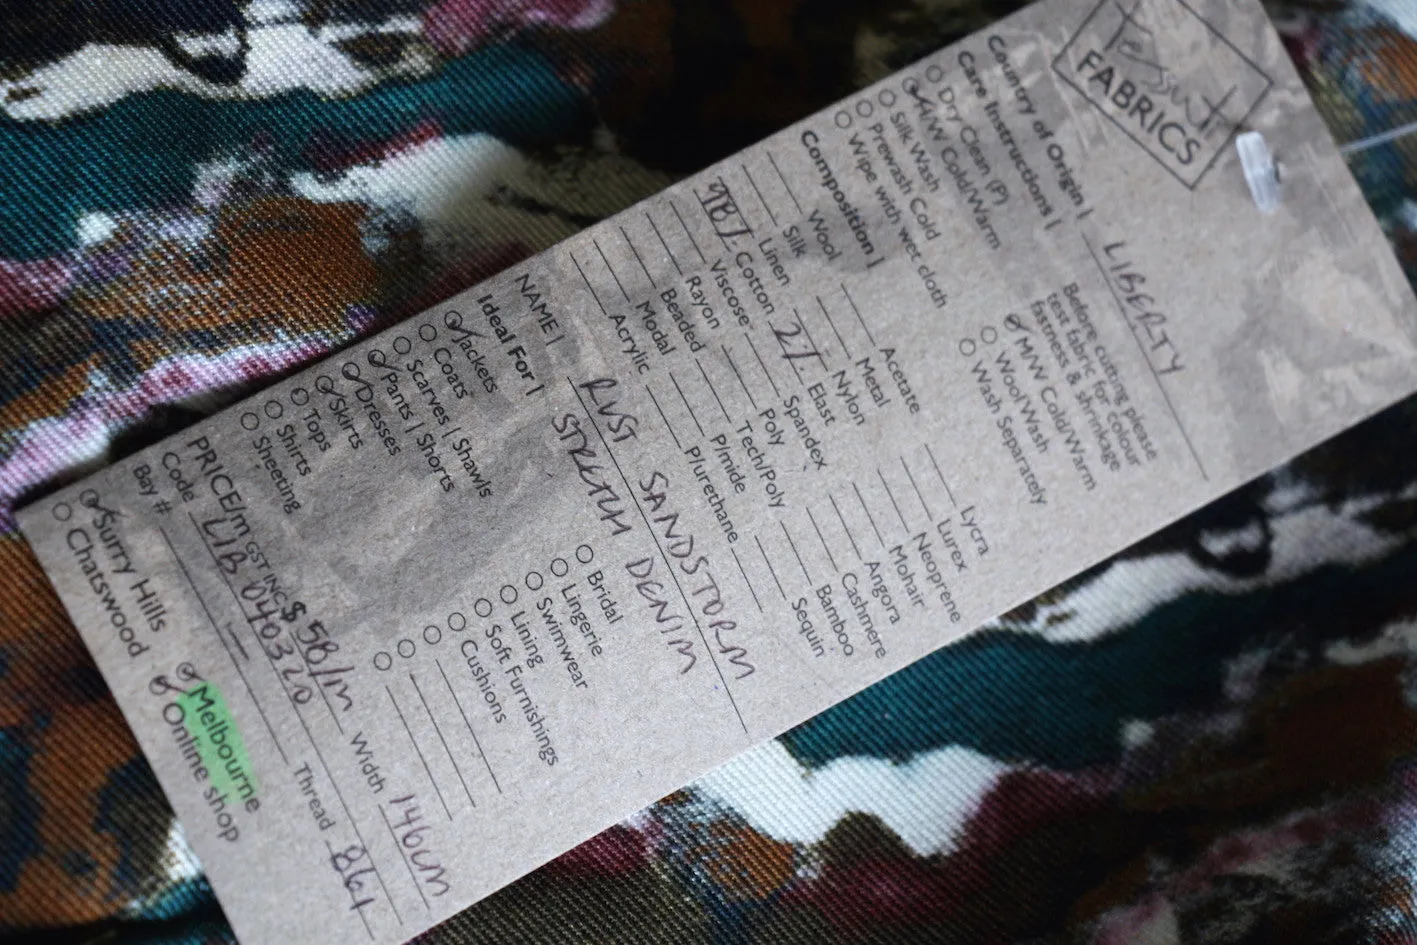 Tessuti
FABRICS
Country of Origin | LIBERTY
Care Instructions |
Before cutting please
test fabric for colour
fastness & shrinkage
Dry Clean (P)
H/W Cold/Warm
Silk Wash
Prewash Cold
Wipe with wet cloth
M/W Cold/Warm
Wool Wash
Wash Separately
Composition |
Wool
Silk
Linen
98% Cotton
Viscose
Rayon
Beaded
Modal
Acrylic
Acetate
Metal
Nylon
2% Elast
Spandex
Poly
Tech/Poly
P/mide
P/urethane
Lycra
Lurex
Neoprene
Mohair
Angora
Cashmere
Bamboo
Sequin
NAME | RUST SANDSTORM
STRETCH DENIM
Ideal For |
Jackets
Coats
Scarves | Shawls
Pants | Shorts
Dresses
Skirts
Tops
Shirts
Sheeting
Bridal
Lingerie
Swimwear
Lining
Soft Furnishings
Cushions
PRICE/m GST INC $ 58/m Width 146cm
Code LIB 040320 Thread 861
Bay # —
Surry Hills
Chatswood
Melbourne
Online shop